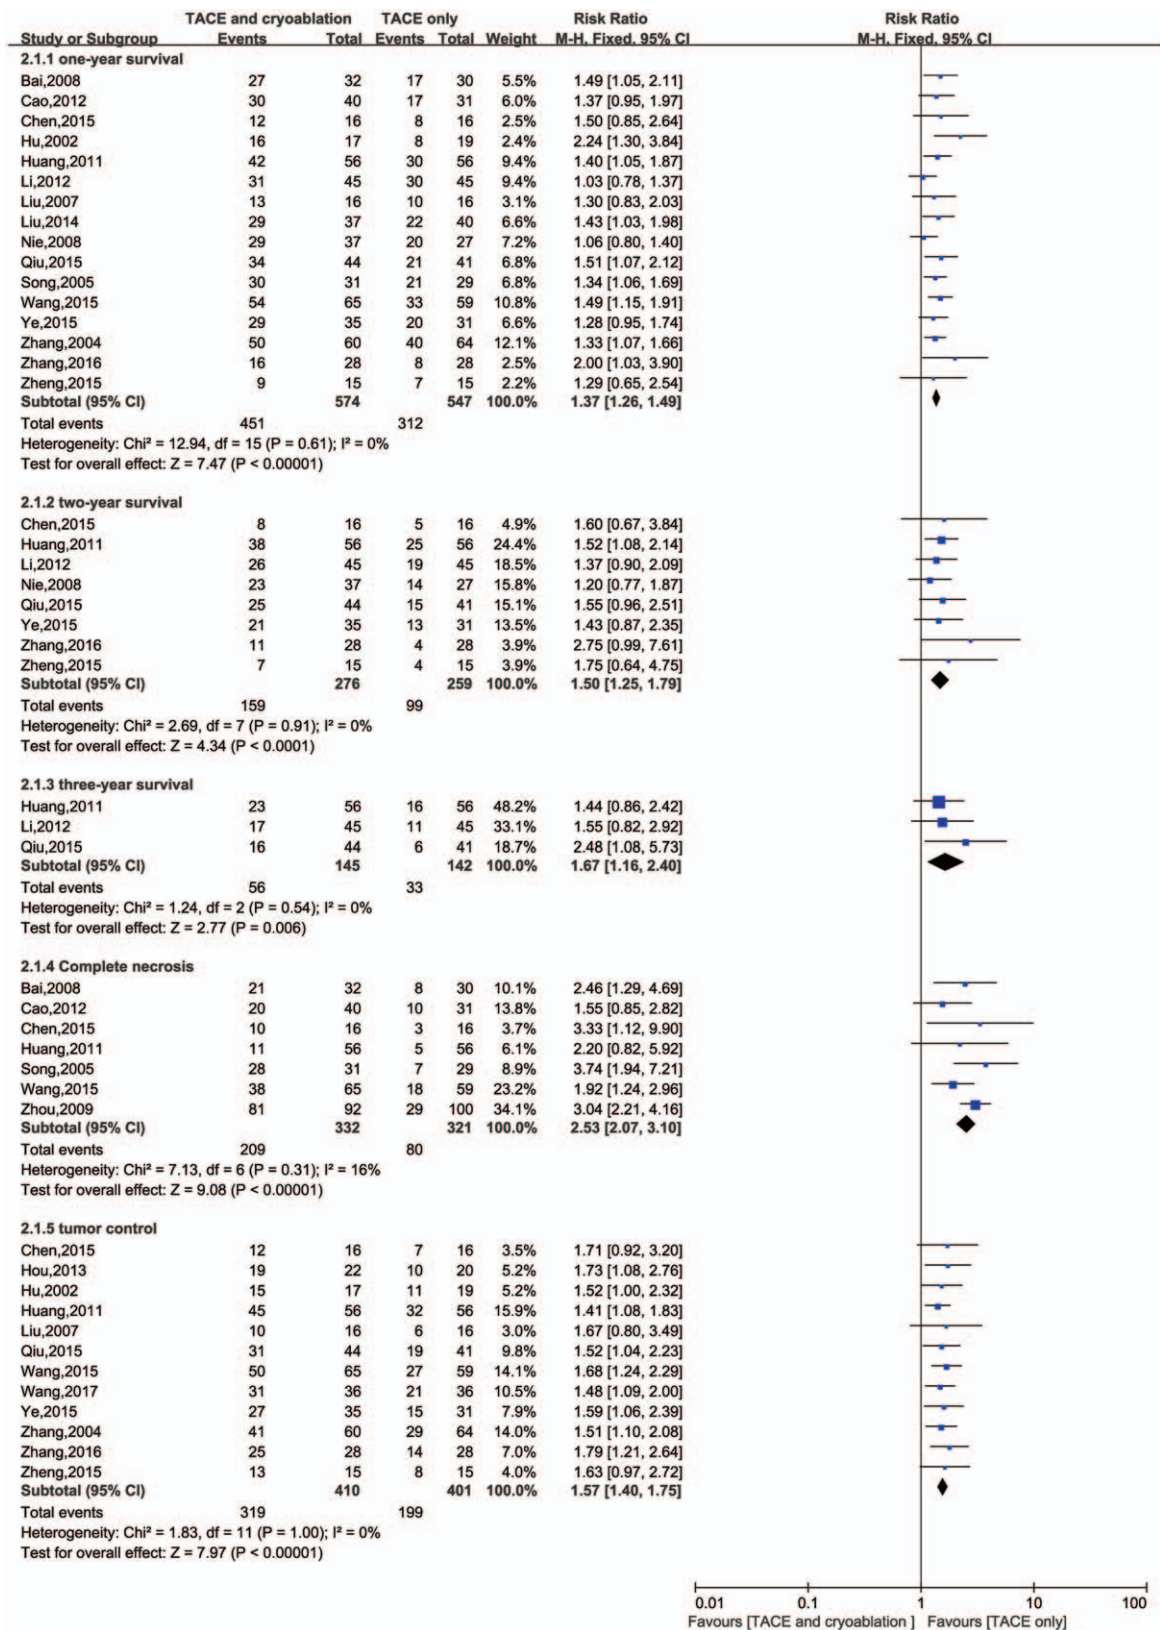 TACE and cryoablation TACE only Risk Ratio Risk Ratio
Study or Subgroup Events Total Events Total Weight M-H, Fixed, 95% CI M-H, Fixed, 95% CI
2.1.1 one-year survival
Bai,2008 27 32 17 30 5.5% 1.49 [1.05, 2.11]
Cao,2012 30 40 17 31 6.0% 1.37 [0.95, 1.97]
Chen,2015 12 16 8 16 2.5% 1.50 [0.85, 2.64]
Hu,2002 16 17 8 19 2.4% 2.24 [1.30, 3.84]
Huang,2011 42 56 30 56 9.4% 1.40 [1.05, 1.87]
Li,2012 31 45 30 45 9.4% 1.03 [0.78, 1.37]
Liu,2007 13 16 10 16 3.1% 1.30 [0.83, 2.03]
Liu,2014 29 37 22 40 6.6% 1.43 [1.03, 1.98]
Nie,2008 29 37 20 27 7.2% 1.06 [0.80, 1.40]
Qiu,2015 34 44 21 41 6.8% 1.51 [1.07, 2.12]
Song,2005 30 31 21 29 6.8% 1.34 [1.06, 1.69]
Wang,2015 54 65 33 59 10.8% 1.49 [1.15, 1.91]
Ye,2015 29 35 20 31 6.6% 1.28 [0.95, 1.74]
Zhang,2004 50 60 40 64 12.1% 1.33 [1.07, 1.66]
Zhang,2016 16 28 8 28 2.5% 2.00 [1.03, 3.90]
Zheng,2015 9 15 7 15 2.2% 1.29 [0.65, 2.54]
Subtotal (95% CI) 574 547 100.0% 1.37 [1.26, 1.49]
Total events 451 312
Heterogeneity: Chi² = 12.94, df = 15 (P = 0.61); I² = 0%
Test for overall effect: Z = 7.47 (P < 0.00001)
2.1.2 two-year survival
Chen,2015 8 16 5 16 4.9% 1.60 [0.67, 3.84]
Huang,2011 38 56 25 56 24.4% 1.52 [1.08, 2.14]
Li,2012 26 45 19 45 18.5% 1.37 [0.90, 2.09]
Nie,2008 23 37 14 27 15.8% 1.20 [0.77, 1.87]
Qiu,2015 25 44 15 41 15.1% 1.55 [0.96, 2.51]
Ye,2015 21 35 13 31 13.5% 1.43 [0.87, 2.35]
Zhang,2016 11 28 4 28 3.9% 2.75 [0.99, 7.61]
Zheng,2015 7 15 4 15 3.9% 1.75 [0.64, 4.75]
Subtotal (95% CI) 276 259 100.0% 1.50 [1.25, 1.79]
Total events 159 99
Heterogeneity: Chi² = 2.69, df = 7 (P = 0.91); I² = 0%
Test for overall effect: Z = 4.34 (P < 0.0001)
2.1.3 three-year survival
Huang,2011 23 56 16 56 48.2% 1.44 [0.86, 2.42]
Li,2012 17 45 11 45 33.1% 1.55 [0.82, 2.92]
Qiu,2015 16 44 6 41 18.7% 2.48 [1.08, 5.73]
Subtotal (95% CI) 145 142 100.0% 1.67 [1.16, 2.40]
Total events 56 33
Heterogeneity: Chi² = 1.24, df = 2 (P = 0.54); I² = 0%
Test for overall effect: Z = 2.77 (P = 0.006)
2.1.4 Complete necrosis
Bai,2008 21 32 8 30 10.1% 2.46 [1.29, 4.69]
Cao,2012 20 40 10 31 13.8% 1.55 [0.85, 2.82]
Chen,2015 10 16 3 16 3.7% 3.33 [1.12, 9.90]
Huang,2011 11 56 5 56 6.1% 2.20 [0.82, 5.92]
Song,2005 28 31 7 29 8.9% 3.74 [1.94, 7.21]
Wang,2015 38 65 18 59 23.2% 1.92 [1.24, 2.96]
Zhou,2009 81 92 29 100 34.1% 3.04 [2.21, 4.16]
Subtotal (95% CI) 332 321 100.0% 2.53 [2.07, 3.10]
Total events 209 80
Heterogeneity: Chi² = 7.13, df = 6 (P = 0.31); I² = 16%
Test for overall effect: Z = 9.08 (P < 0.00001)
2.1.5 tumor control
Chen,2015 12 16 7 16 3.5% 1.71 [0.92, 3.20]
Hou,2013 19 22 10 20 5.2% 1.73 [1.08, 2.76]
Hu,2002 15 17 11 19 5.2% 1.52 [1.00, 2.32]
Huang,2011 45 56 32 56 15.9% 1.41 [1.08, 1.83]
Liu,2007 10 16 6 16 3.0% 1.67 [0.80, 3.49]
Qiu,2015 31 44 19 41 9.8% 1.52 [1.04, 2.23]
Wang,2015 50 65 27 59 14.1% 1.68 [1.24, 2.29]
Wang,2017 31 36 21 36 10.5% 1.48 [1.09, 2.00]
Ye,2015 27 35 15 31 7.9% 1.59 [1.06, 2.39]
Zhang,2004 41 60 29 64 14.0% 1.51 [1.10, 2.08]
Zhang,2016 25 28 14 28 7.0% 1.79 [1.21, 2.64]
Zheng,2015 13 15 8 15 4.0% 1.63 [0.97, 2.72]
Subtotal (95% CI) 410 401 100.0% 1.57 [1.40, 1.75]
Total events 319 199
Heterogeneity: Chi² = 1.83, df = 11 (P = 1.00); I² = 0%
Test for overall effect: Z = 7.97 (P < 0.00001)
0.01 0.1 1 10 100
Favours [TACE and cryoablation ] Favours [TACE only]